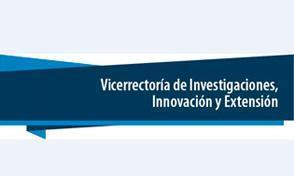 Vicerrectoría de Investigaciones,
Innovación y Extensión